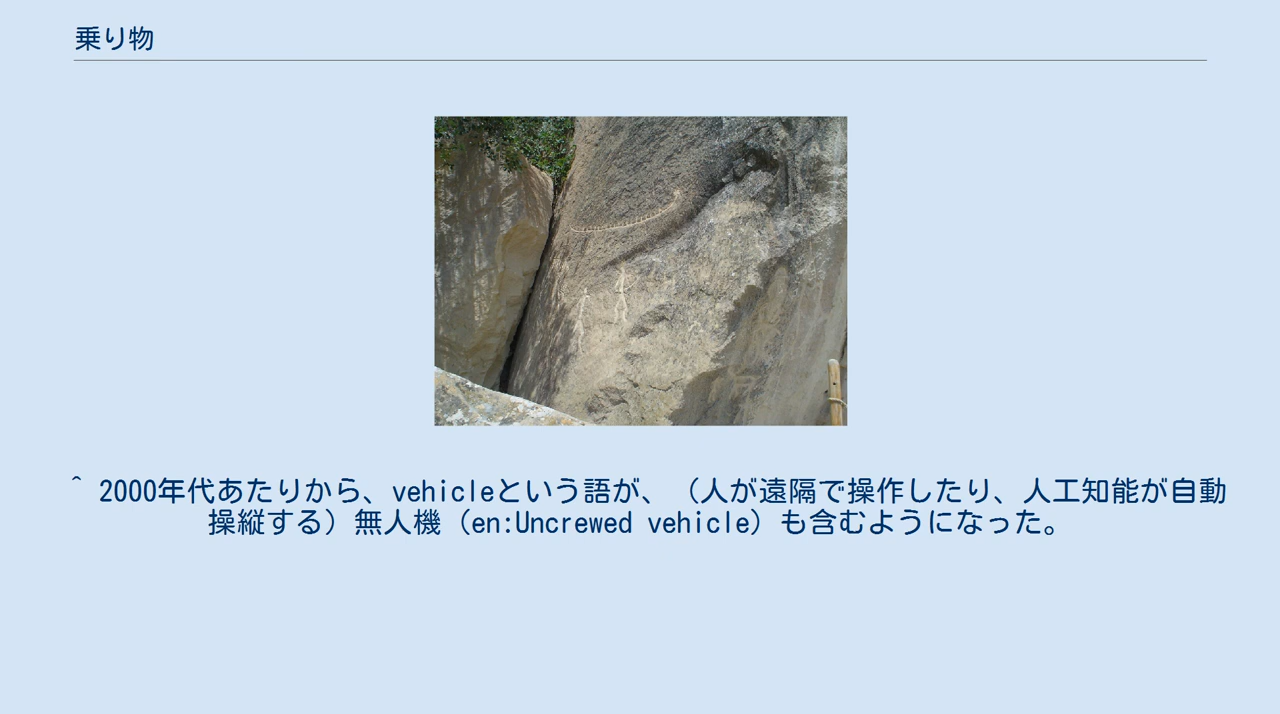 乗り物
^ 2000年代あたりから、vehicleという語が、（人が遠隔で操作したり、人工知能が自動
操縦する）無人機（en:Uncrewed vehicle）も含むようになった。